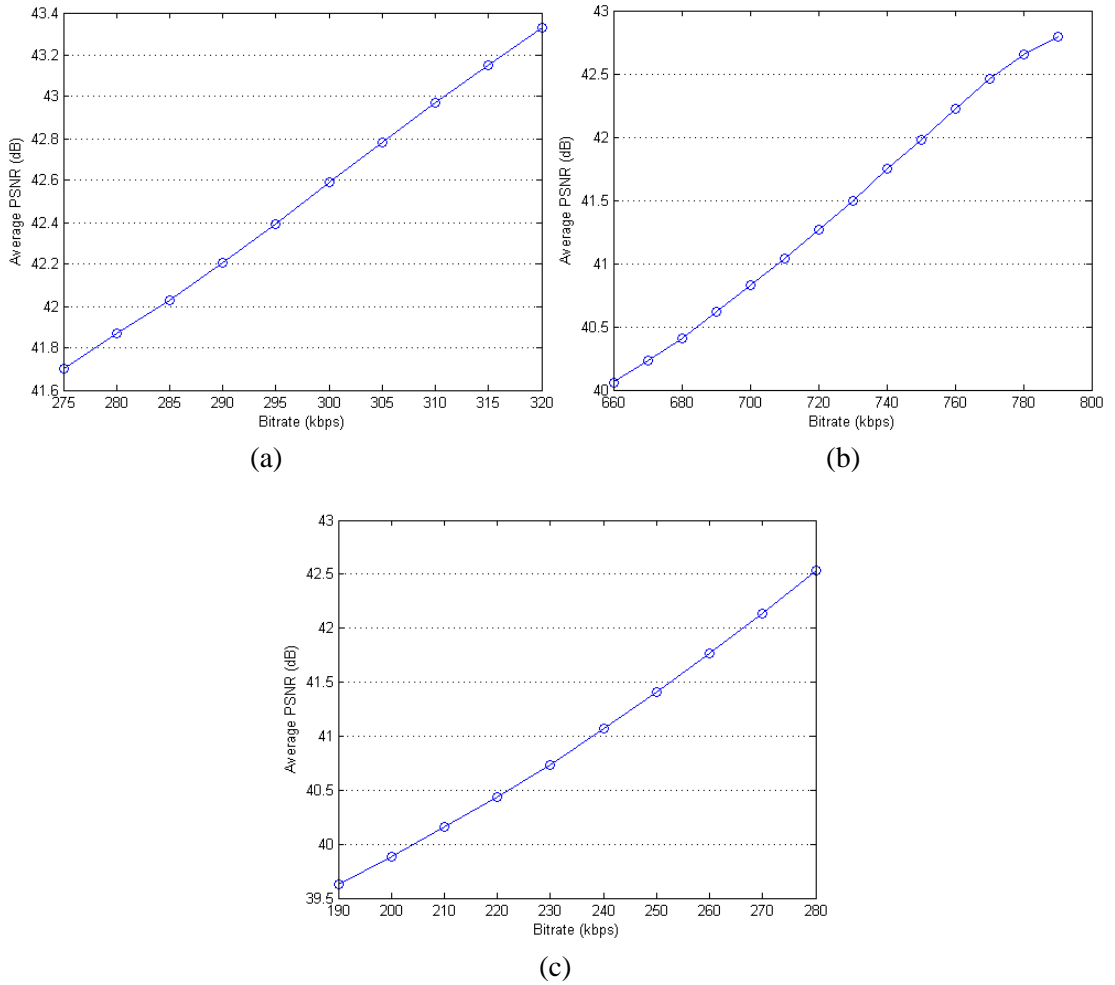 43.4
43.2
43
42.8
42.6
42.4
42.2
42
41.8
41.6
Average PSNR (dB)
275 280 285 290 295 300 305 310 315 320
Bitrate (kbps)
(a)
43
42.5
42
41.5
41
40.5
40
Average PSNR (dB)
660 680 700 720 740 760 780 800
Bitrate (kbps)
(b)
43
42.5
42
41.5
41
40.5
40
39.5
Average PSNR (dB)
190 200 210 220 230 240 250 260 270 280
Bitrate (kbps)
(c)